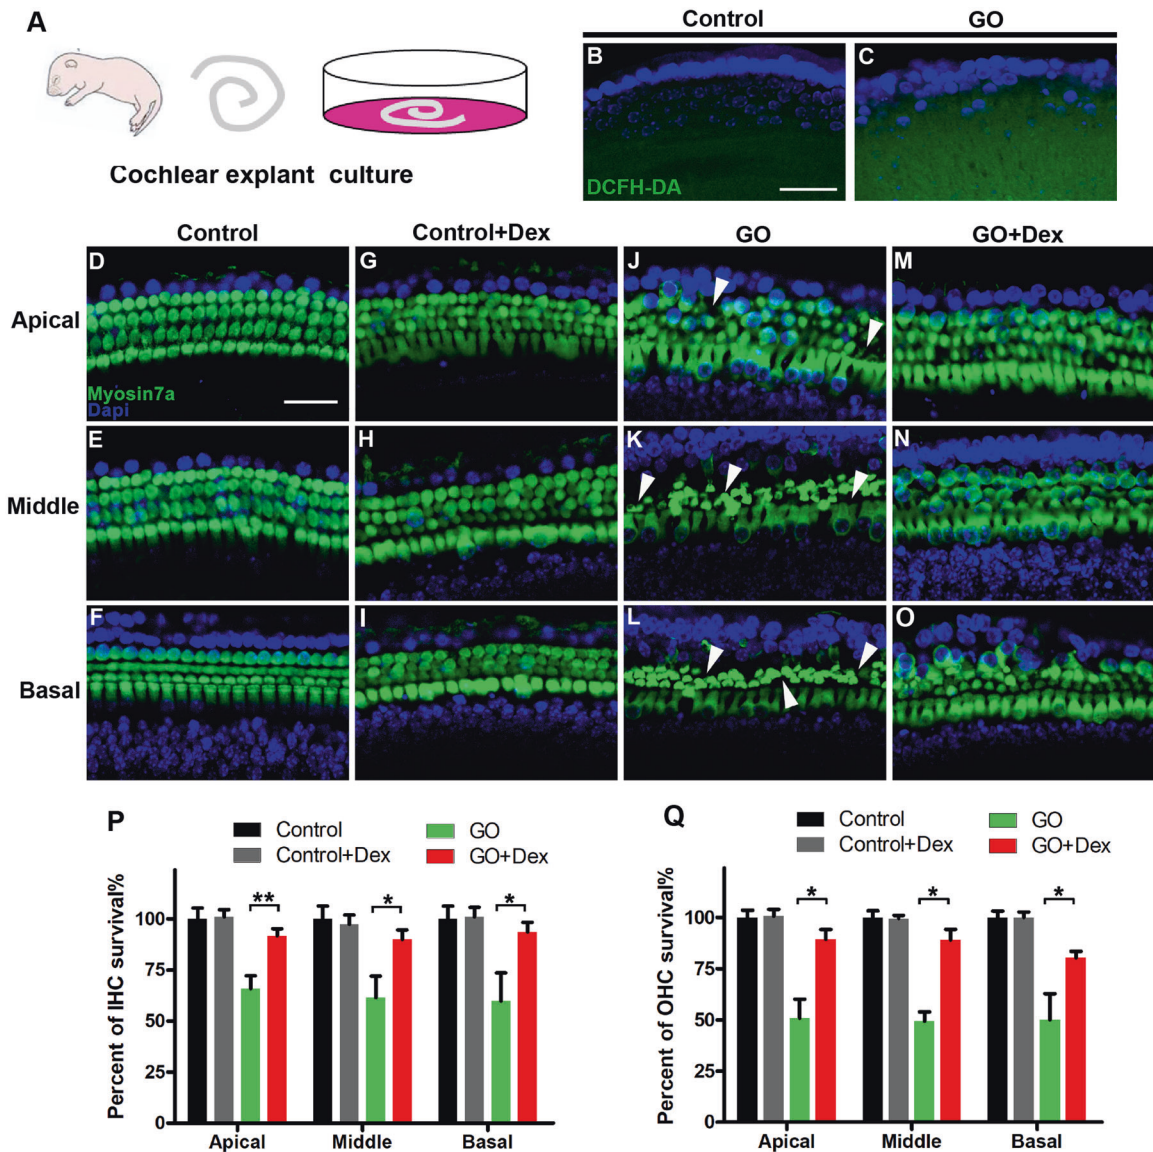 A
Cochlear explant culture
Control GO
B C
DCFH-DA
Control Control+Dex GO GO+Dex
D G J M
Apical
Myosin7a
Dapi
E H K N
Middle
F I L O
Basal
P
Control GO
Control+Dex GO+Dex
Percent of IHC survival%
** * *
100
75
50
25
0
Apical Middle Basal
Q
Control GO
Control+Dex GO+Dex
Percent of OHC survival%
* * *
100
75
50
25
0
Apical Middle Basal